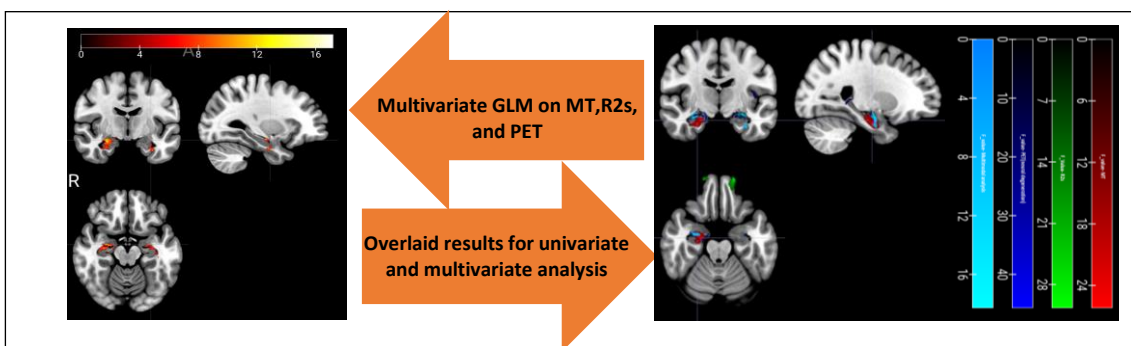 0 4 8 12 16
A
R
Multivariate GLM on MT,R2s,
and PET
Overlaid results for univariate
and multivariate analysis
0 4 8 12 16
0 10 20 30 40
0 7 14 21 28
0 6 12 18 24